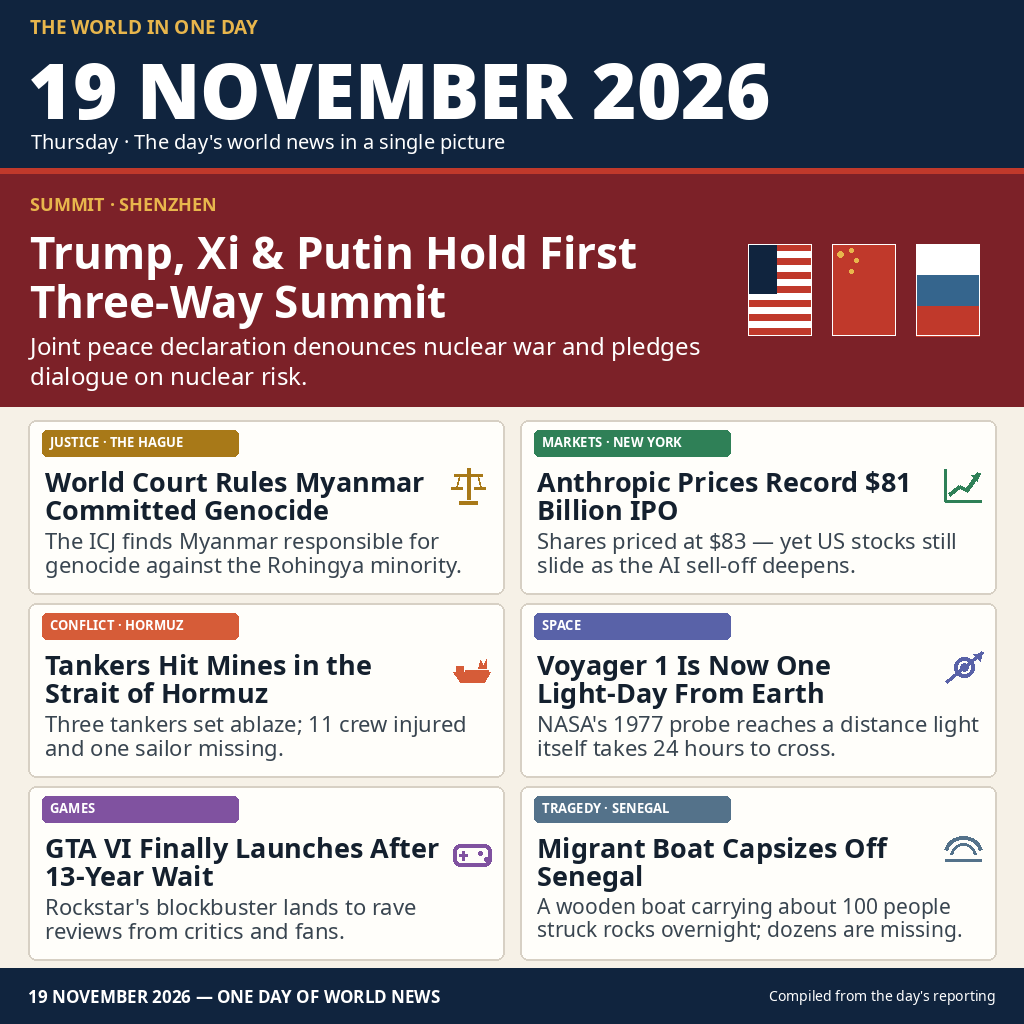 THE WORLD IN ONE DAY
19 NOVEMBER 2026
Thursday · The day's world news in a single picture
SUMMIT · SHENZHEN
Trump, Xi & Putin Hold First
Three-Way Summit
Joint peace declaration denounces nuclear war and pledges
dialogue on nuclear risk.
JUSTICE · THE HAGUE
World Court Rules Myanmar
Committed Genocide
The ICJ finds Myanmar responsible for
genocide against the Rohingya minority.
MARKETS · NEW YORK
Anthropic Prices Record $81
Billion IPO
Shares priced at $83 — yet US stocks still
slide as the AI sell-off deepens.
CONFLICT · HORMUZ
Tankers Hit Mines in the
Strait of Hormuz
Three tankers set ablaze; 11 crew injured
and one sailor missing.
SPACE
Voyager 1 Is Now One
Light-Day From Earth
NASA's 1977 probe reaches a distance light
itself takes 24 hours to cross.
GAMES
GTA VI Finally Launches After
13-Year Wait
Rockstar's blockbuster lands to rave
reviews from critics and fans.
TRAGEDY · SENEGAL
Migrant Boat Capsizes Off
Senegal
A wooden boat carrying about 100 people
struck rocks overnight; dozens are missing.
19 NOVEMBER 2026 — ONE DAY OF WORLD NEWS
Compiled from the day's reporting